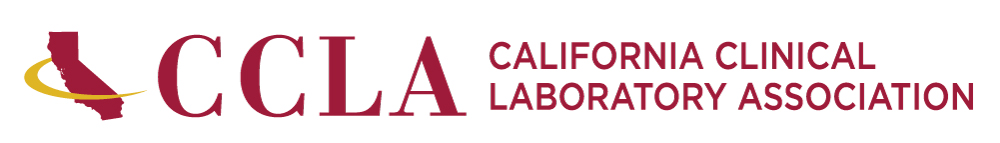 CCLA
CALIFORNIA CLINICAL
LABORATORY ASSOCIATION